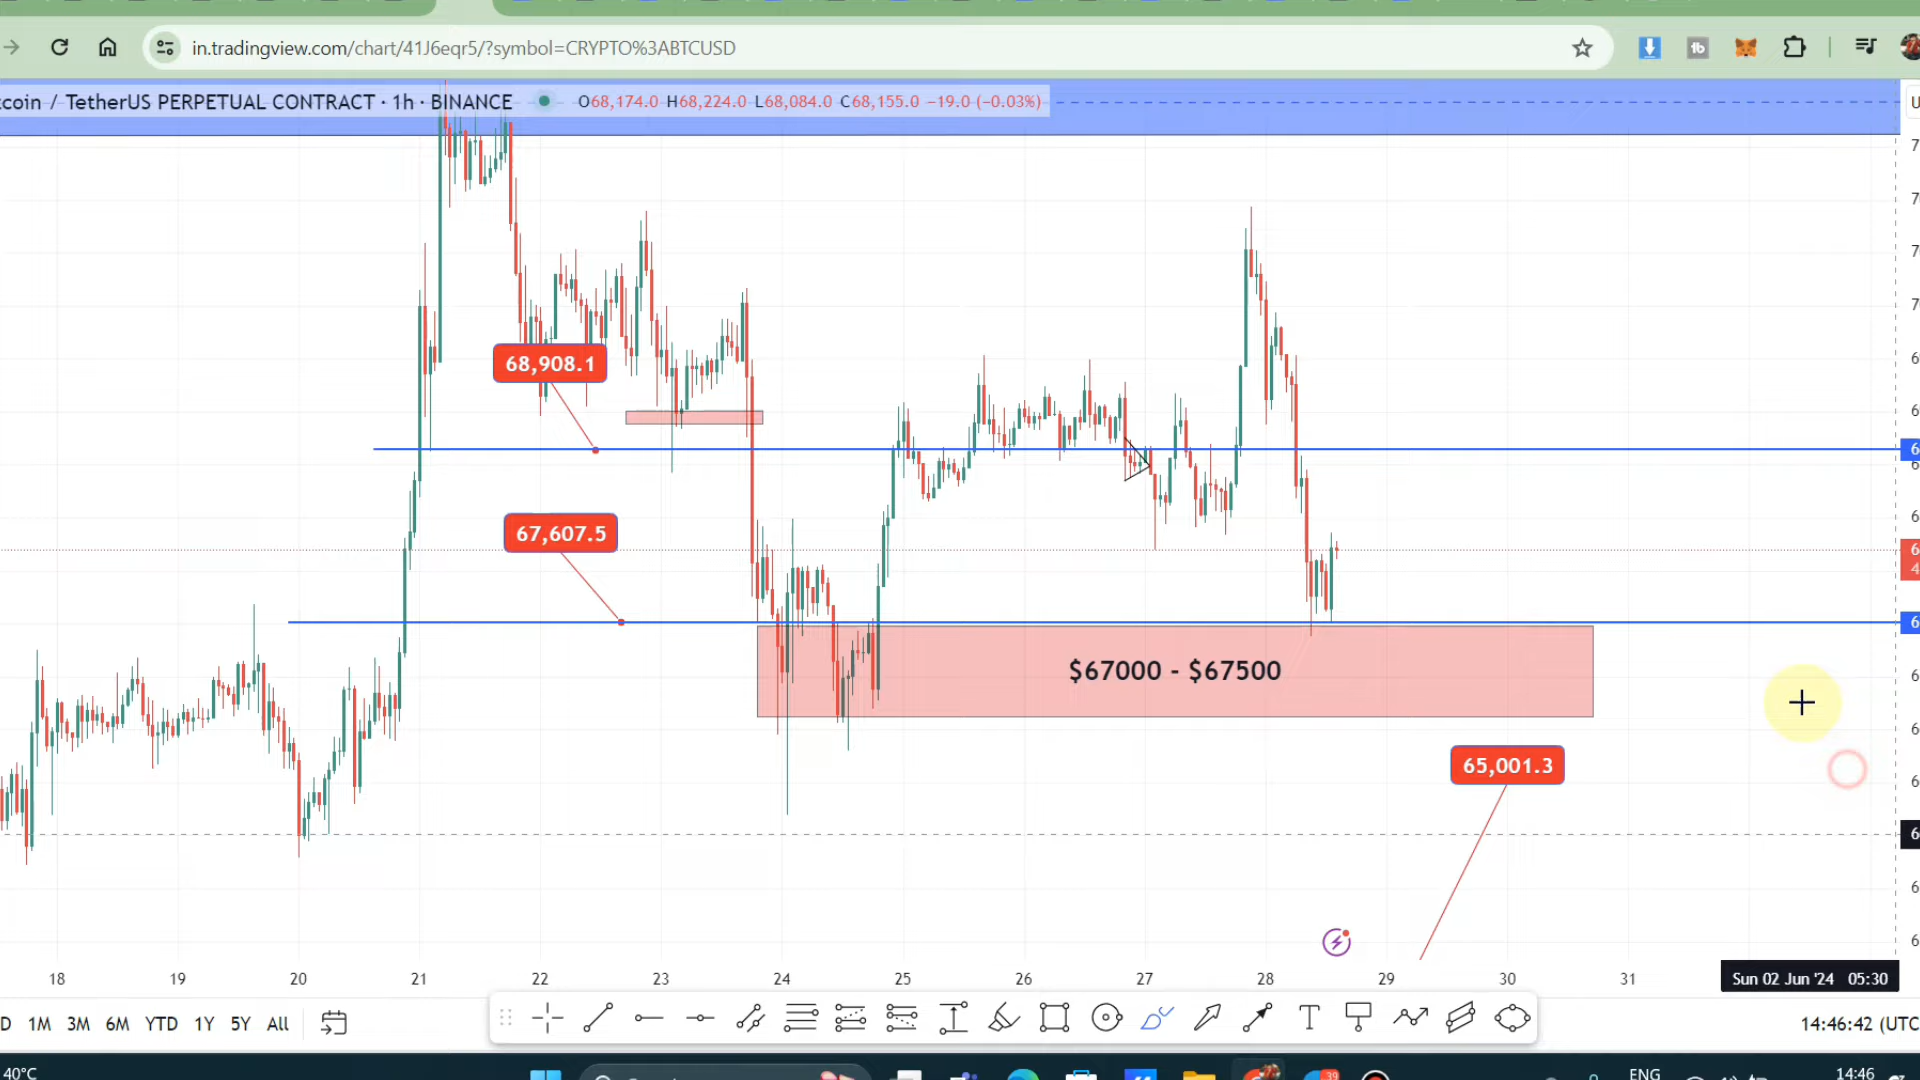 in.tradingview.com/chart/41J6eqr5/?symbol=CRYPTO%3ABTCUSD
coin / TetherUS PERPETUAL CONTRACT · 1h · BINANCE O68,174.0 H68,224.0 L68,084.0 C68,155.0 −19.0 (−0.03%)
68,908.1
67,607.5
$67000 - $67500
65,001.3
18 19 20 21 22 23 24 25 26 27 28 29 30 31
Sun 02 Jun '24 05:30
D 1M 3M 6M YTD 1Y 5Y All
14:46:42 (UTC
40°C
39
ENG
14:46